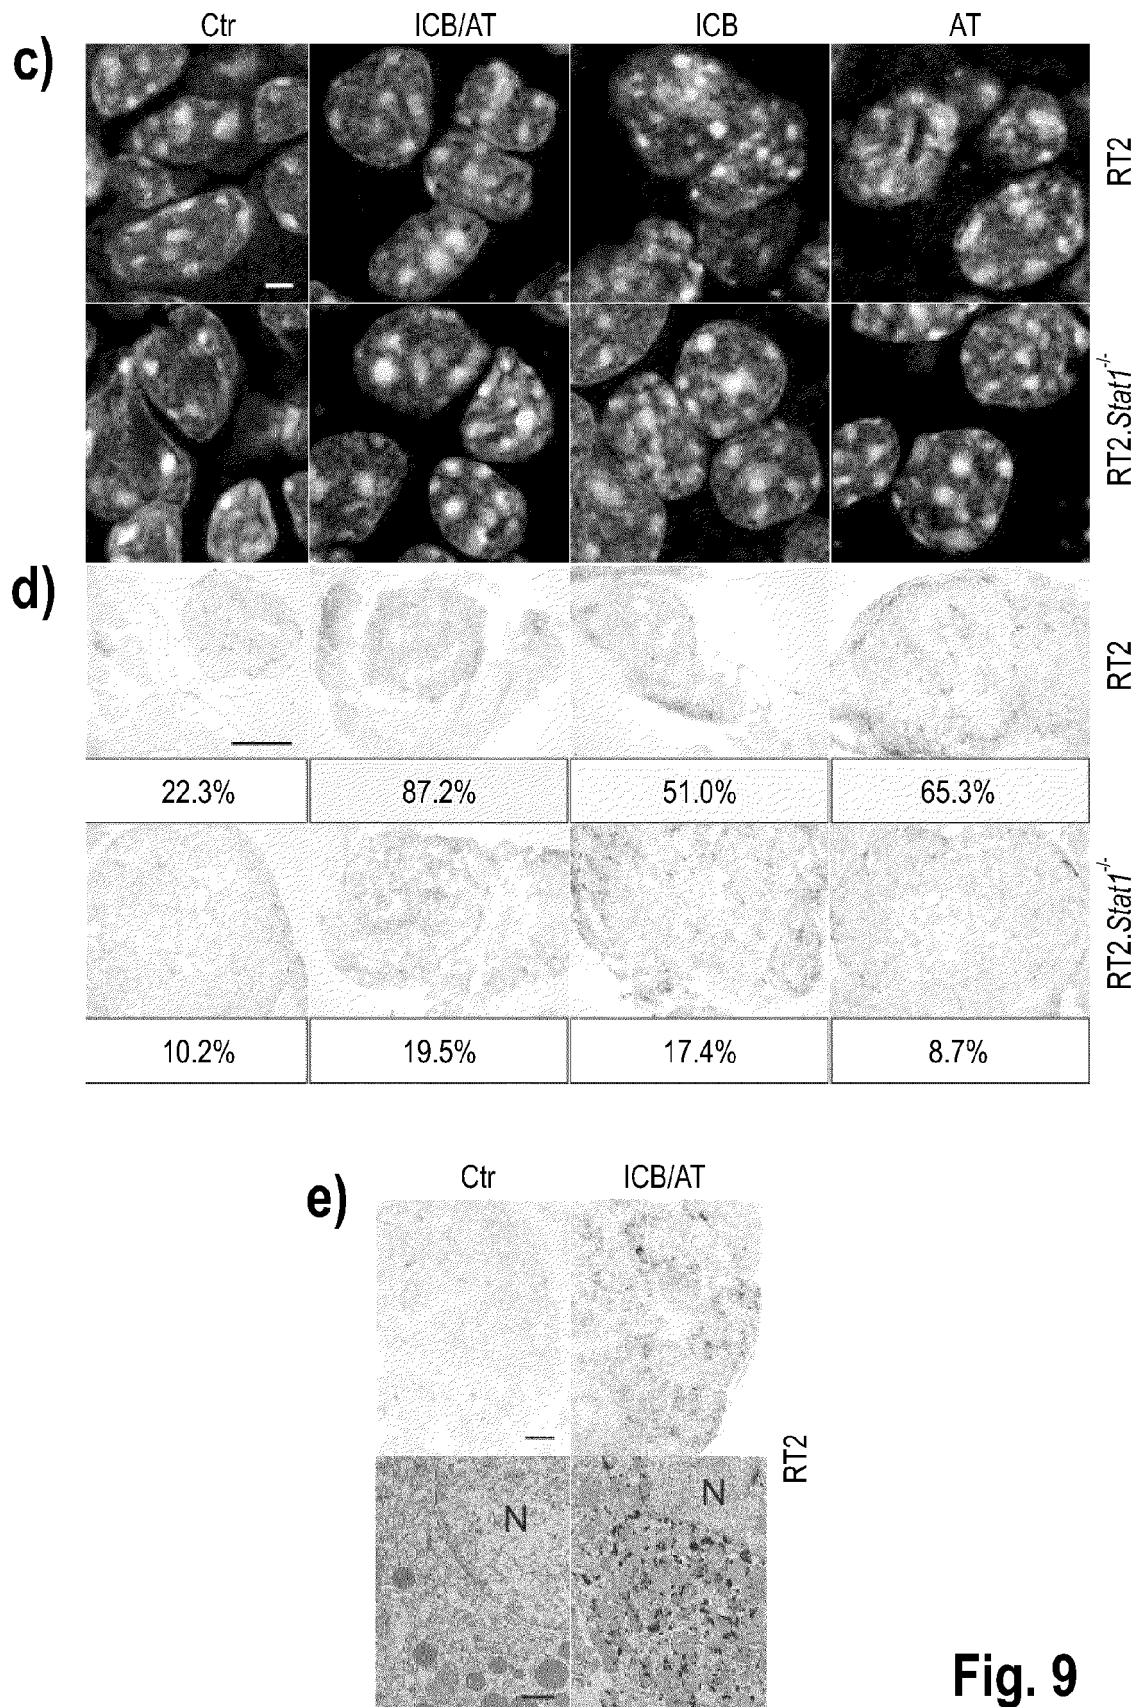 c)
Ctr ICB/AT ICB AT
RT2
RT2.Stat1-/-
d)
RT2
22.3% 87.2% 51.0% 65.3%
RT2.Stat1-/-
10.2% 19.5% 17.4% 8.7%
e)
Ctr ICB/AT
RT2
N N
Fig. 9